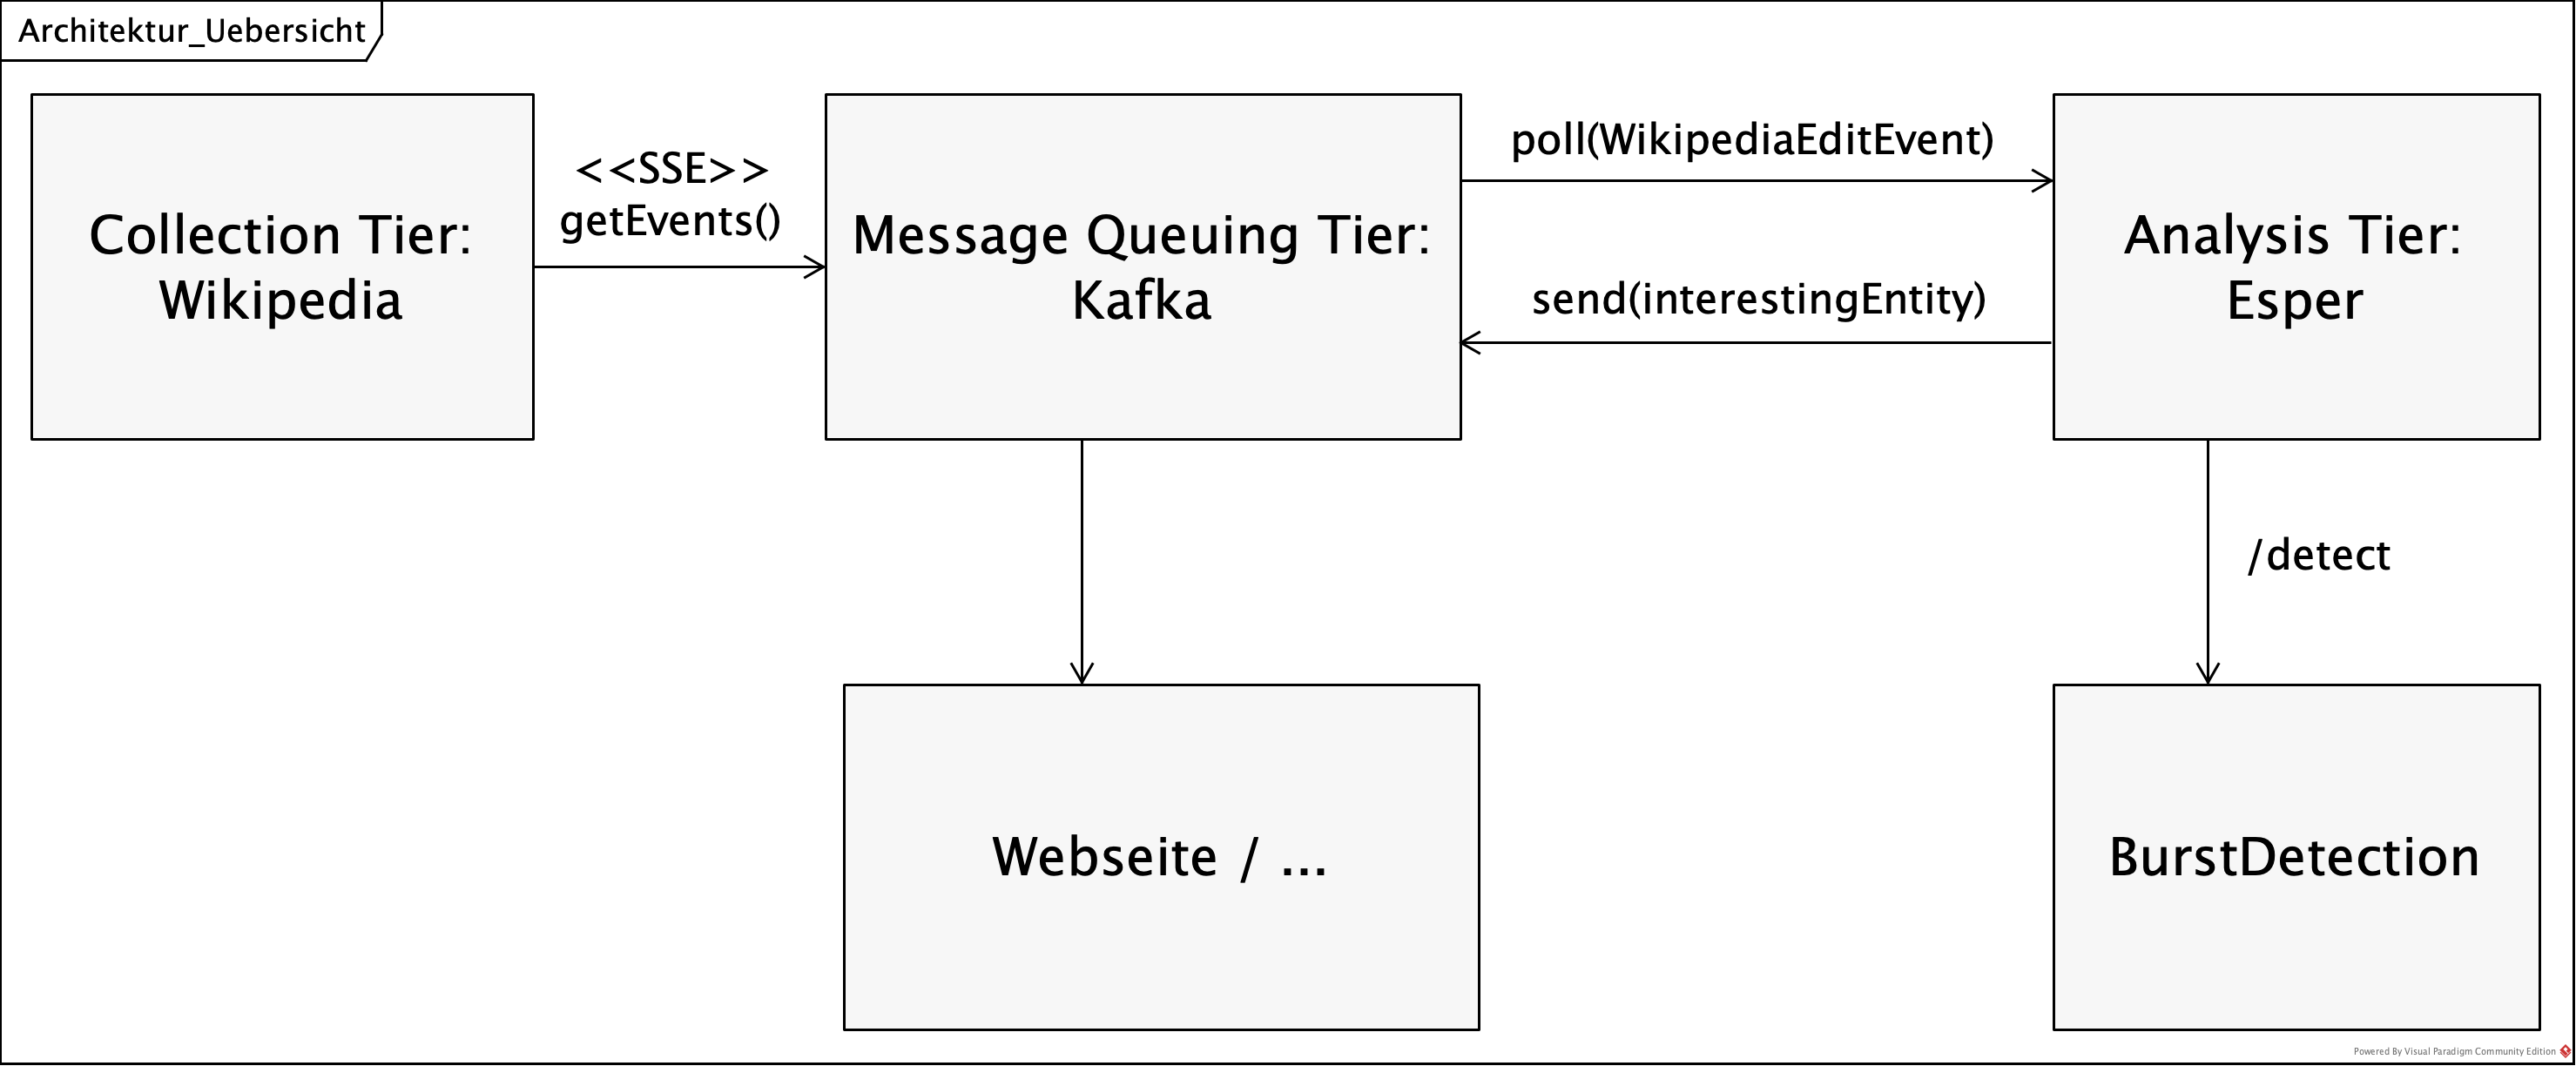 Architektur_Uebersicht
Collection Tier:
Wikipedia
<<SSE>>
getEvents()
Message Queuing Tier:
Kafka
poll(WikipediaEditEvent)
send(interestingEntity)
Analysis Tier:
Esper
/detect
Webseite / ...
BurstDetection
Powered By Visual Paradigm Community Edition